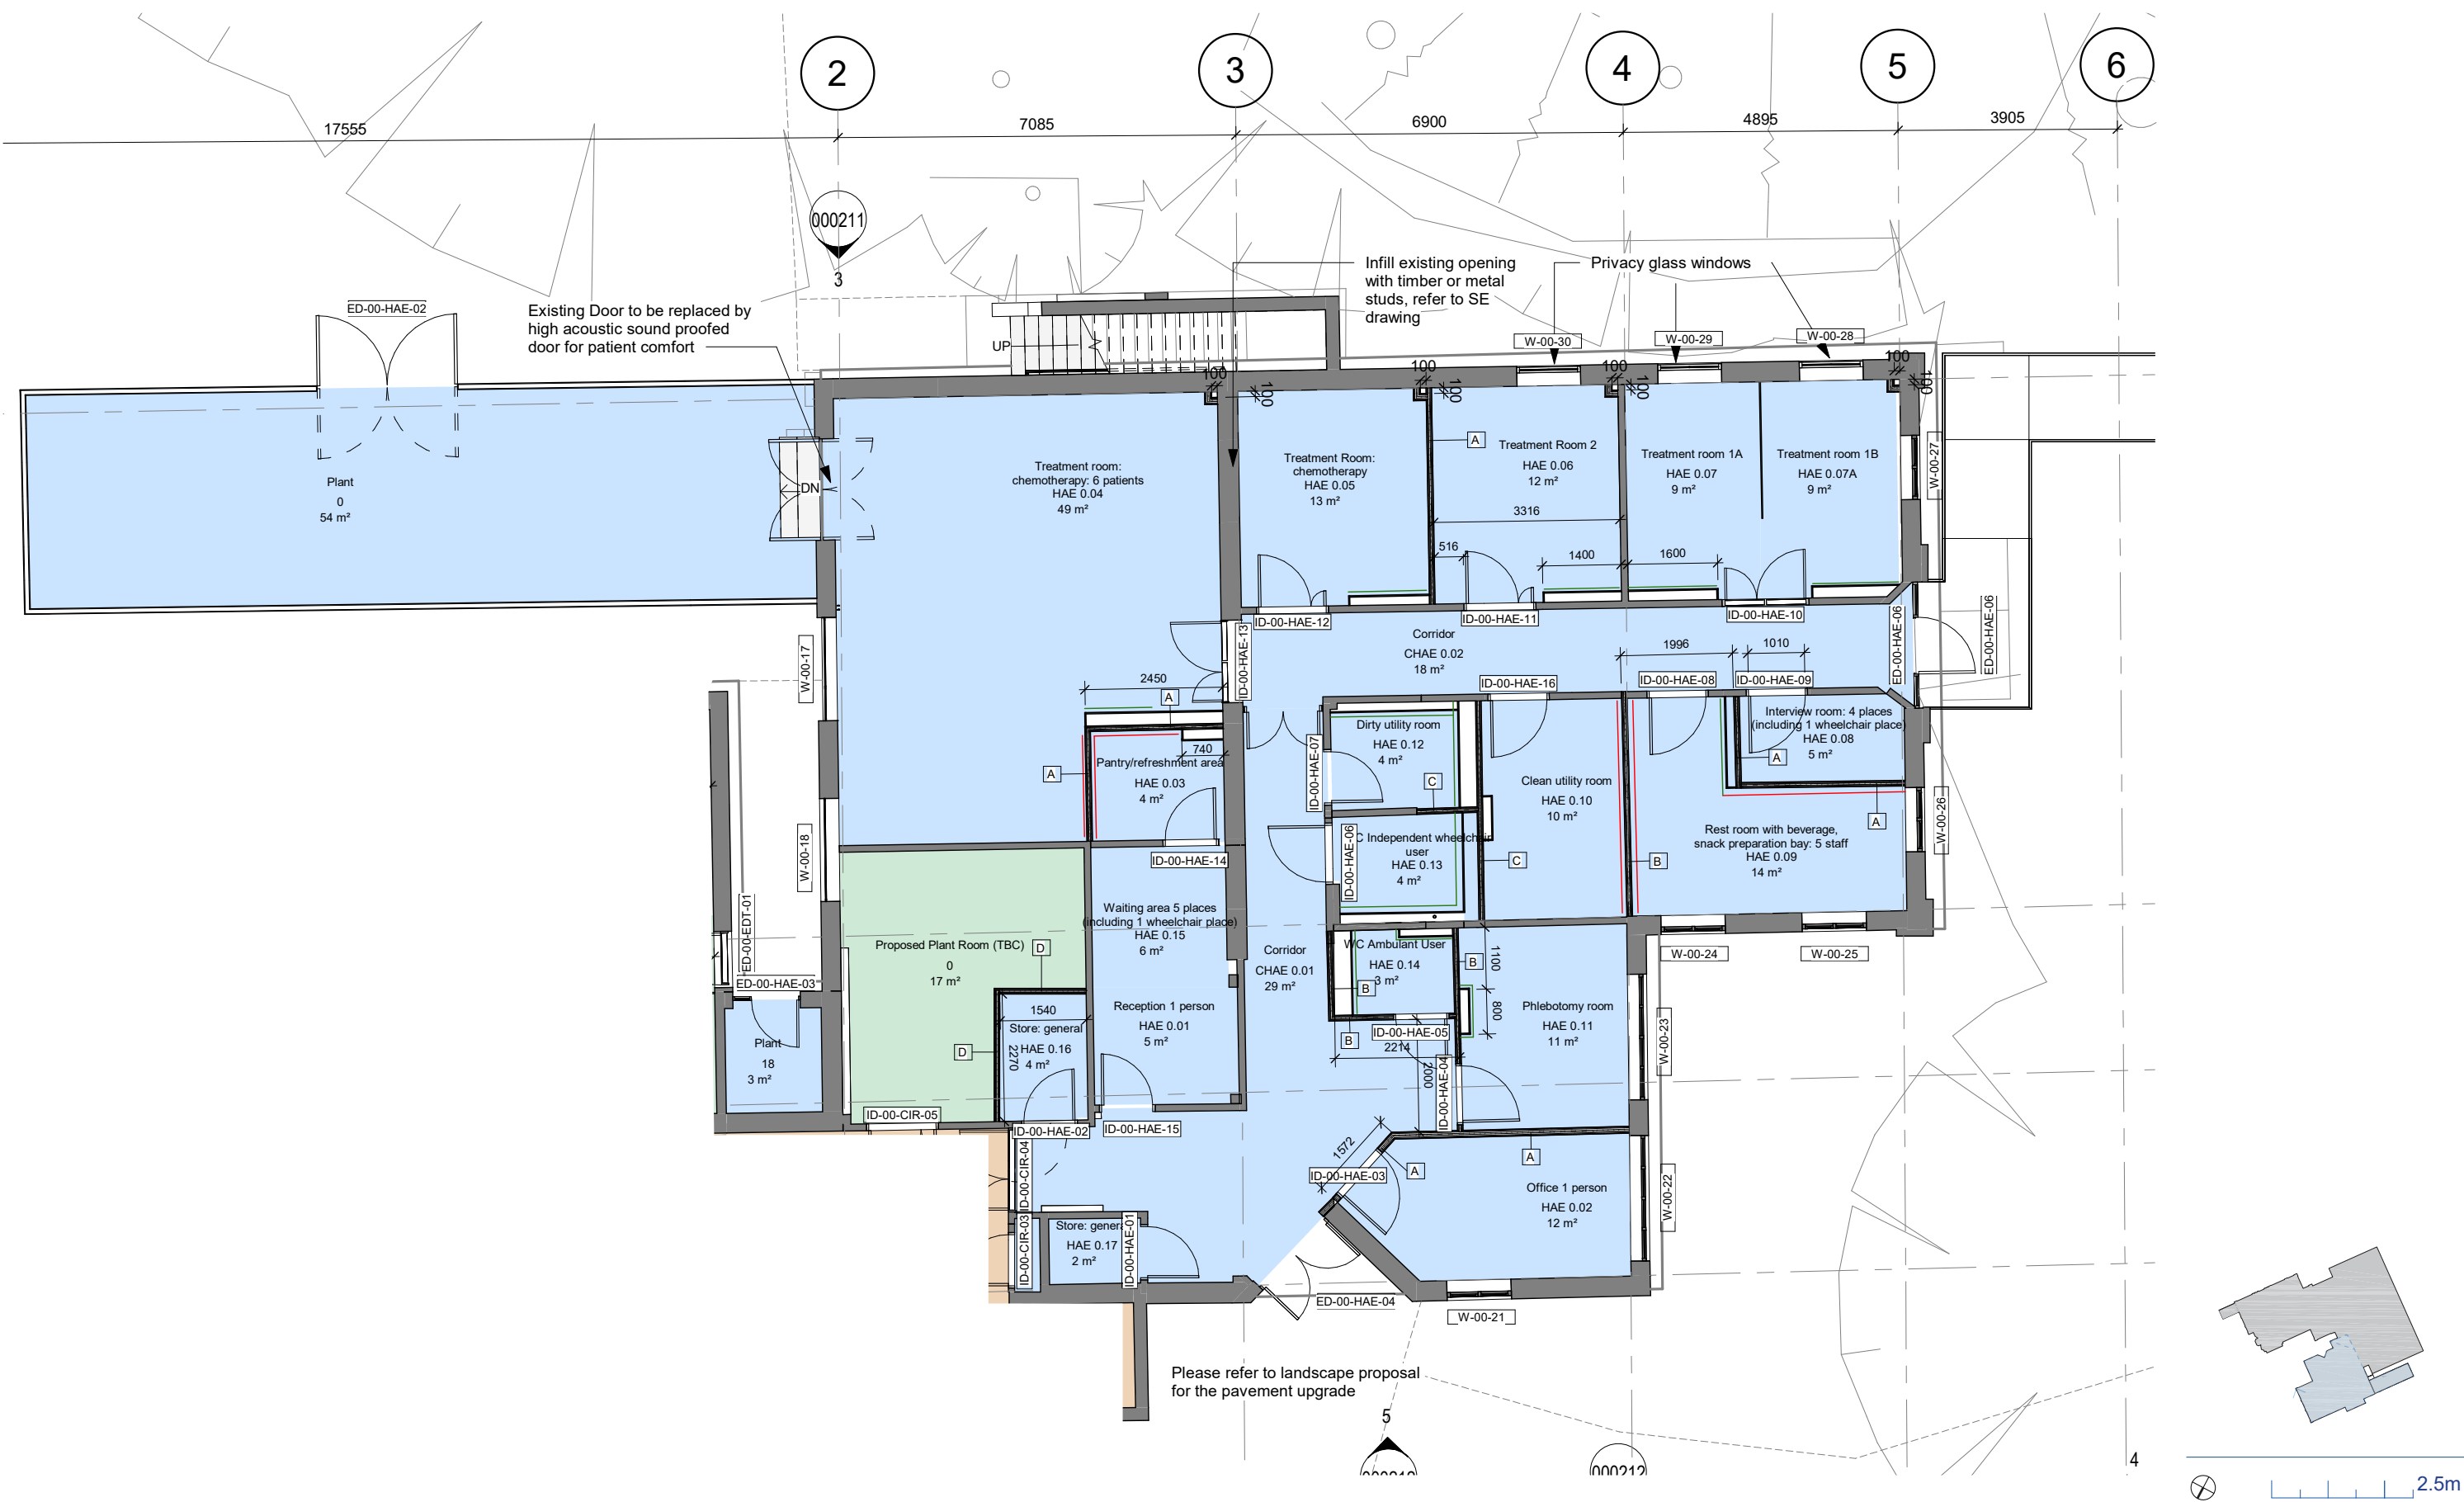 2
3
4
5
6
17555
7085
6900
4895
3905
000211
3
ED-00-HAE-02
Existing Door to be replaced by
high acoustic sound proofed
door for patient comfort
Infill existing opening
with timber or metal
studs, refer to SE
drawing
Privacy glass windows
UP
W-00-30
W-00-29
W-00-28
100
100
100
100
100
100
100
100
W-00-27
Plant
0
54 m²
DN
Treatment room:
chemotherapy: 6 patients
HAE 0.04
49 m²
Treatment Room:
chemotherapy
HAE 0.05
13 m²
A
Treatment Room 2
HAE 0.06
12 m²
Treatment room 1A
HAE 0.07
9 m²
Treatment room 1B
HAE 0.07A
9 m²
3316
516
1400
1600
ID-00-HAE-12
ID-00-HAE-11
ID-00-HAE-10
ID-00-HAE-13
Corridor
CHAE 0.02
18 m²
1996
1010
ED-00-HAE-06
ED-00-HAE-06
W-00-17
2450
A
ID-00-HAE-16
ID-00-HAE-08
ID-00-HAE-09
Dirty utility room
HAE 0.12
4 m²
Interview room: 4 places
(including 1 wheelchair place)
HAE 0.08
5 m²
A
740
Pantry/refreshment area
HAE 0.03
4 m²
A
ID-00-HAE-07
C
Clean utility room
HAE 0.10
10 m²
W-00-18
ID-00-HAE-14
ID-00-HAE-06
C Independent wheelchair
user
HAE 0.13
4 m²
C
B
Rest room with beverage,
snack preparation bay: 5 staff
HAE 0.09
14 m²
A
W-00-26
ED-00-EDT-01
ED-00-HAE-03
Proposed Plant Room (TBC)
0
17 m²
D
Waiting area 5 places
(including 1 wheelchair place)
HAE 0.15
6 m²
Corridor
CHAE 0.01
29 m²
WC Ambulant User
HAE 0.14
3 m²
B
B
1100
800
W-00-24
W-00-25
Plant
18
3 m²
D
1540
Store: general
HAE 0.16
4 m²
2270
Reception 1 person
HAE 0.01
5 m²
B
ID-00-HAE-05
2214
2000
ID-00-HAE-04
Phlebotomy room
HAE 0.11
11 m²
W-00-23
ID-00-CIR-05
ID-00-HAE-02
ID-00-HAE-15
ID-00-CIR-04
1572
ID-00-HAE-03
A
A
Office 1 person
HAE 0.02
12 m²
W-00-22
ID-00-CIR-03
Store: general
HAE 0.17
2 m²
ID-00-HAE-01
ED-00-HAE-04
W-00-21
Please refer to landscape proposal
for the pavement upgrade
5
000212
4
2.5m